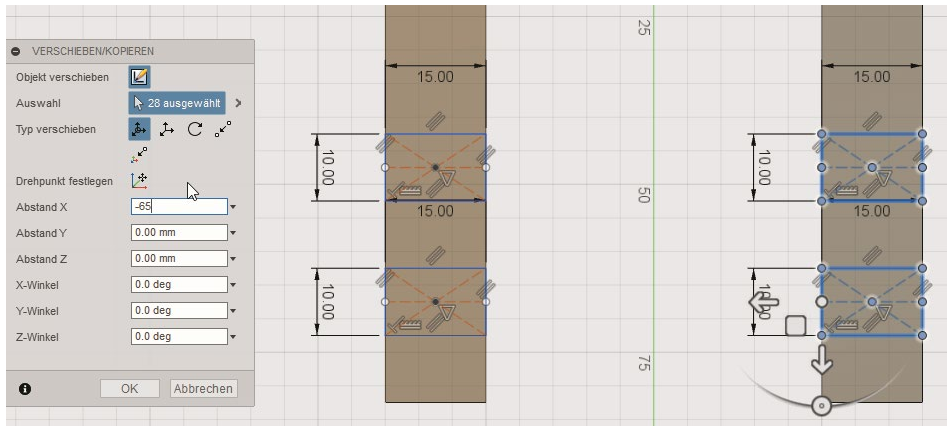 VERSCHIEBEN/KOPIEREN
Objekt verschieben
Auswahl
28 ausgewählt
Typ verschieben
Drehpunkt festlegen
Abstand X
-65
Abstand Y
0.00 mm
Abstand Z
0.00 mm
X-Winkel
0.0 deg
Y-Winkel
0.0 deg
Z-Winkel
0.0 deg
OK
Abbrechen
15.00
10.00
15.00
10.00
25
50
75
15.00
10.00
15.00
10.00